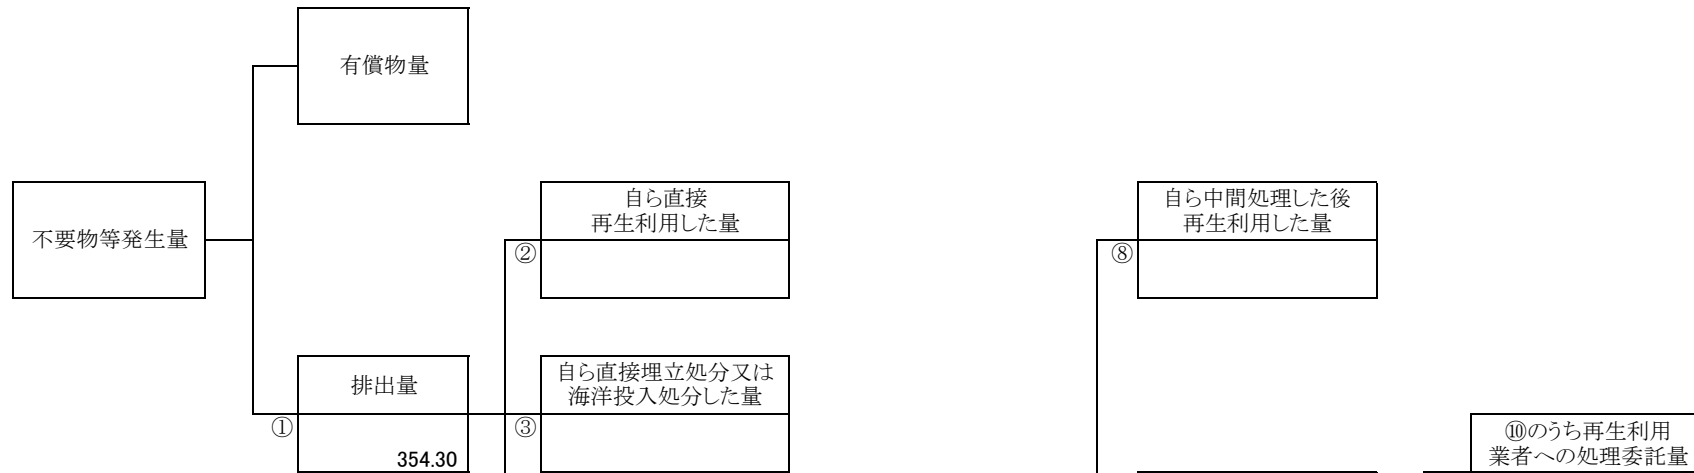 有償物量
不要物等発生量
自ら直接
再生利用した量
②
自ら中間処理した後
再生利用した量
⑧
排出量
①
354.30
自ら直接埋立処分又は
海洋投入処分した量
③
⑩のうち再生利用
業者への処理委託量